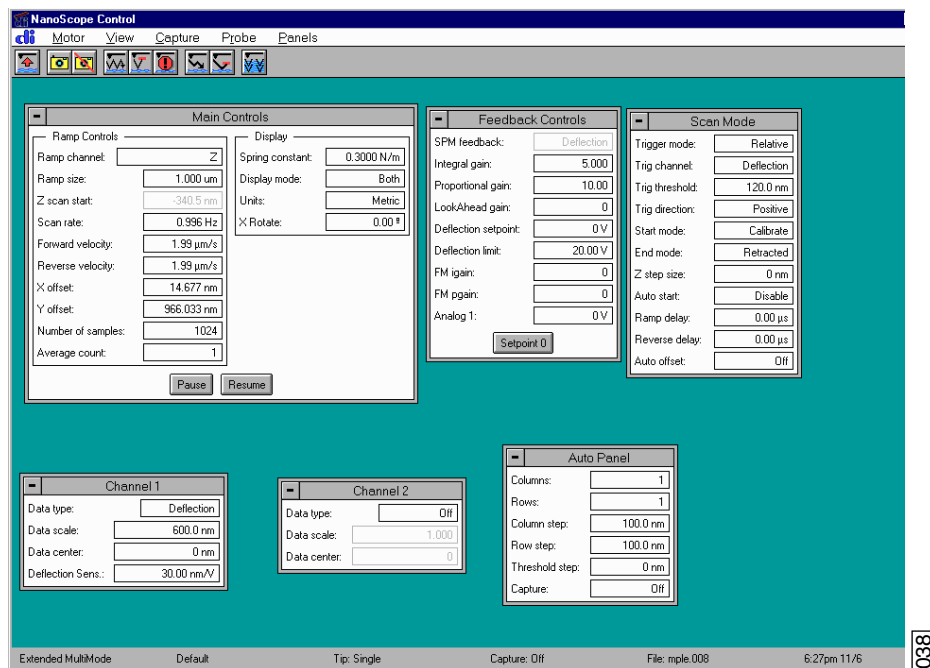 NanoScope Control
di Motor View Capture Probe Panels
Main Controls
Ramp Controls
Ramp channel: Z
Ramp size: 1.000 um
Z scan start: -340.5 nm
Scan rate: 0.996 Hz
Forward velocity: 1.99 µm/s
Reverse velocity: 1.99 µm/s
X offset: 14.677 nm
Y offset: 966.033 nm
Number of samples: 1024
Average count: 1
Display
Spring constant: 0.3000 N/m
Display mode: Both
Units: Metric
X Rotate: 0.00 º
Pause Resume
Feedback Controls
SPM feedback: Deflection
Integral gain: 5.000
Proportional gain: 10.00
LookAhead gain: 0
Deflection setpoint: 0 V
Deflection limit: 20.00 V
FM igain: 0
FM pgain: 0
Analog 1: 0 V
Setpoint 0
Scan Mode
Trigger mode: Relative
Trig channel: Deflection
Trig threshold: 120.0 nm
Trig direction: Positive
Start mode: Calibrate
End mode: Retracted
Z step size: 0 nm
Auto start: Disable
Ramp delay: 0.00 µs
Reverse delay: 0.00 µs
Auto offset: Off
Channel 1
Data type: Deflection
Data scale: 600.0 nm
Data center: 0 nm
Deflection Sens.: 30.00 nm/V
Channel 2
Data type: Off
Data scale: 1.000
Data center: 0
Auto Panel
Columns: 1
Rows: 1
Column step: 100.0 nm
Row step: 100.0 nm
Threshold step: 0 nm
Capture: Off
Extended MultiMode Default Tip: Single Capture: Off File: mple.008 6:27pm 11/6
038